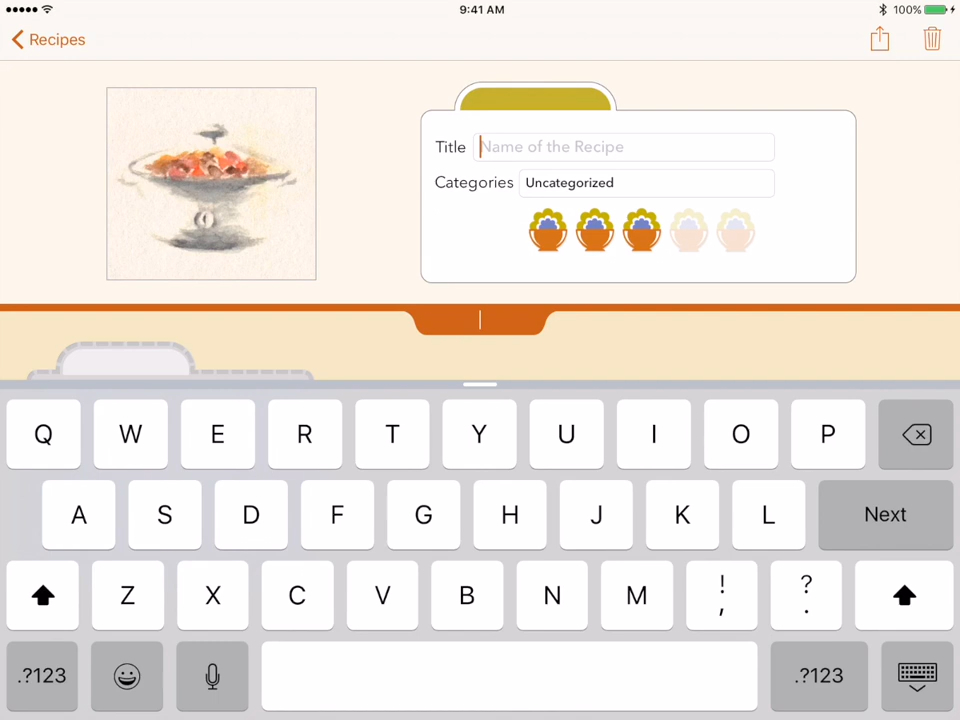 9:41 AM
100%
Recipes
Title Name of the Recipe
Categories Uncategorized
Q W E R T Y U I O P
A S D F G H J K L Next
Z X C V B N M ! , ? .
.?123 .?123